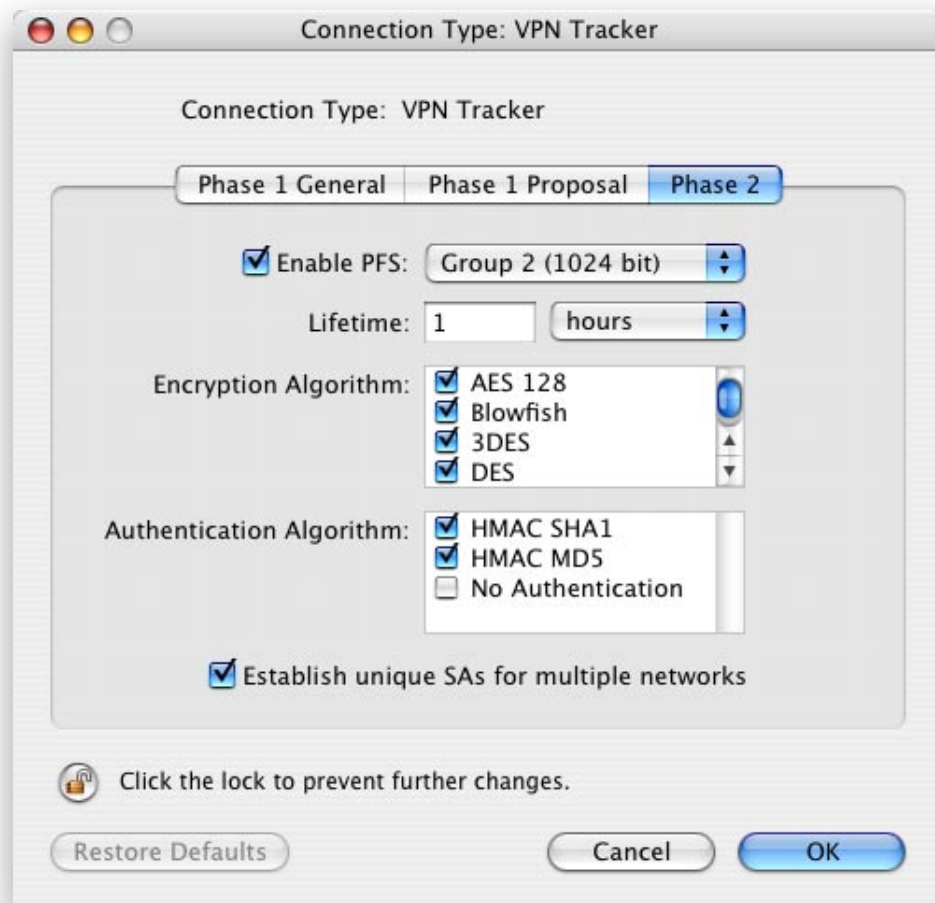 Connection Type: VPN Tracker
Connection Type: VPN Tracker
Phase 1 General Phase 1 Proposal Phase 2
Enable PFS: Group 2 (1024 bit)
Lifetime: 1 hours
Encryption Algorithm: AES 128
Blowfish
3DES
DES
Authentication Algorithm: HMAC SHA1
HMAC MD5
No Authentication
Establish unique SAs for multiple networks
Click the lock to prevent further changes.
Restore Defaults Cancel OK